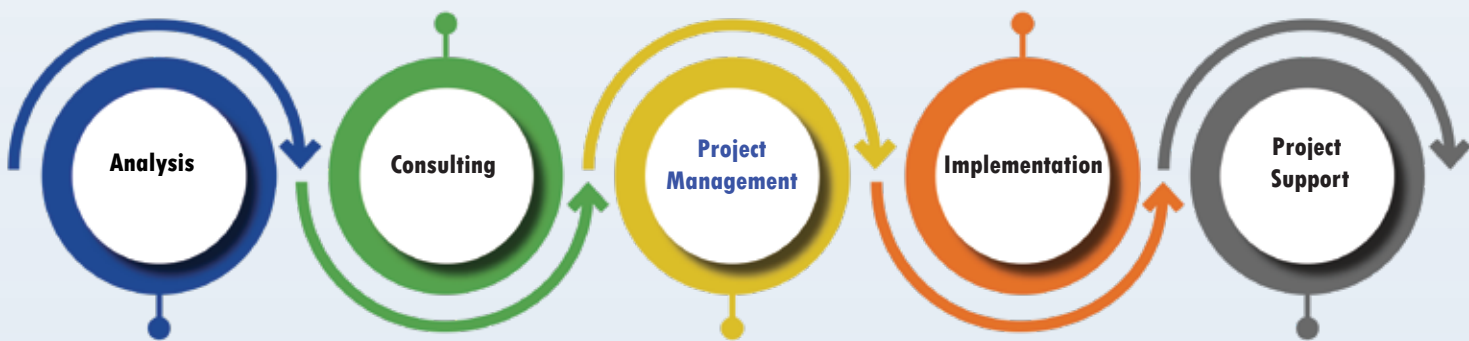 Analysis
Consulting
Project
Management
Implementation
Project
Support